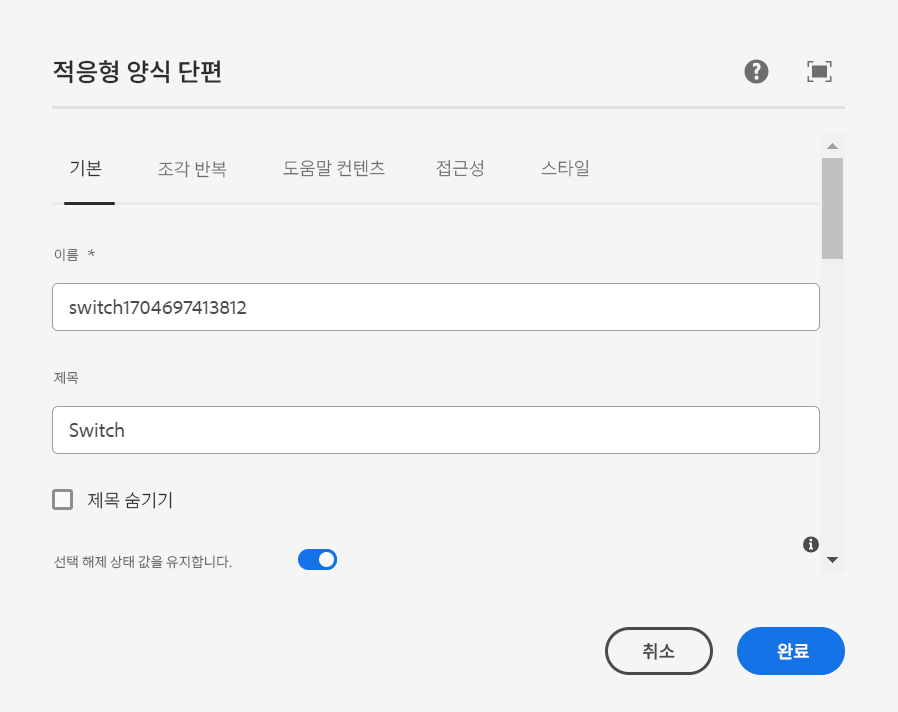 적응형 양식 단편
기본 조각 반복 도움말 컨텐츠 접근성 스타일
이름 *
switch1704697413812
제목
Switch
제목 숨기기
선택 해제 상태 값을 유지합니다.
취소 완료